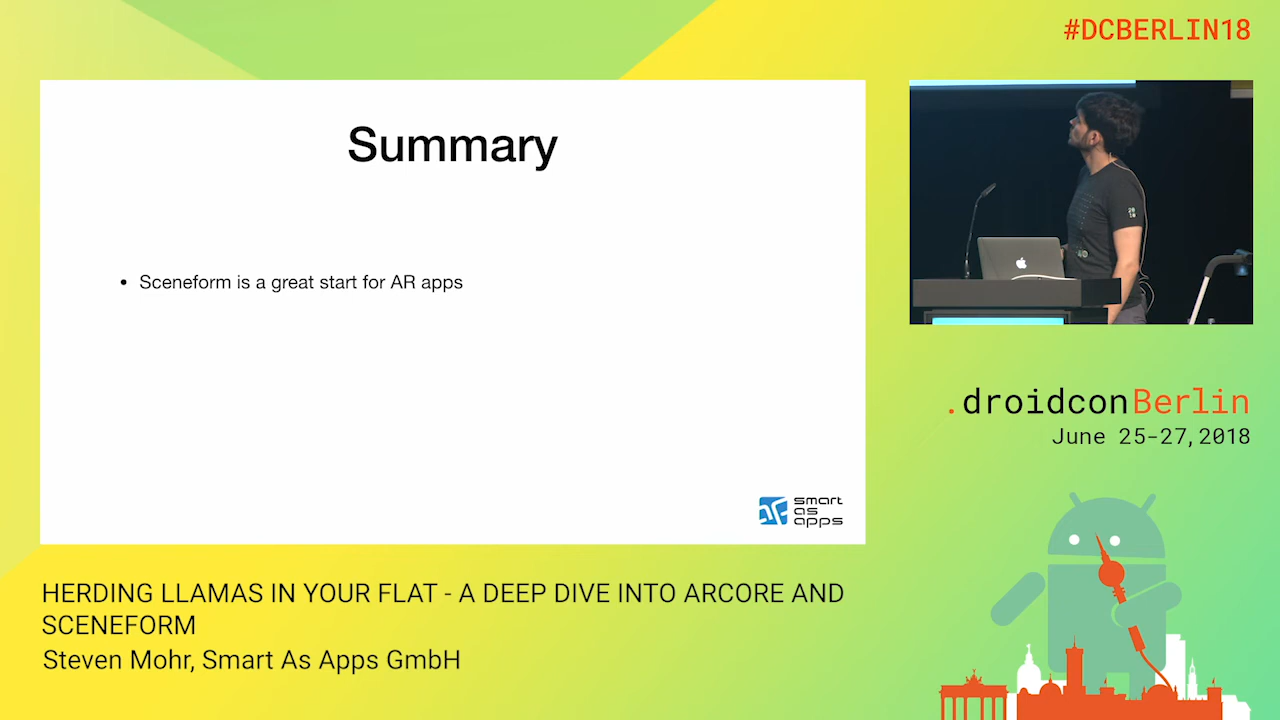 #DCBERLIN18
Summary
• Sceneform is a great start for AR apps
smart
as
apps
2018
.droidconBerlin
June 25-27, 2018
HERDING LLAMAS IN YOUR FLAT - A DEEP DIVE INTO ARCORE AND
SCENEFORM
Steven Mohr, Smart As Apps GmbH